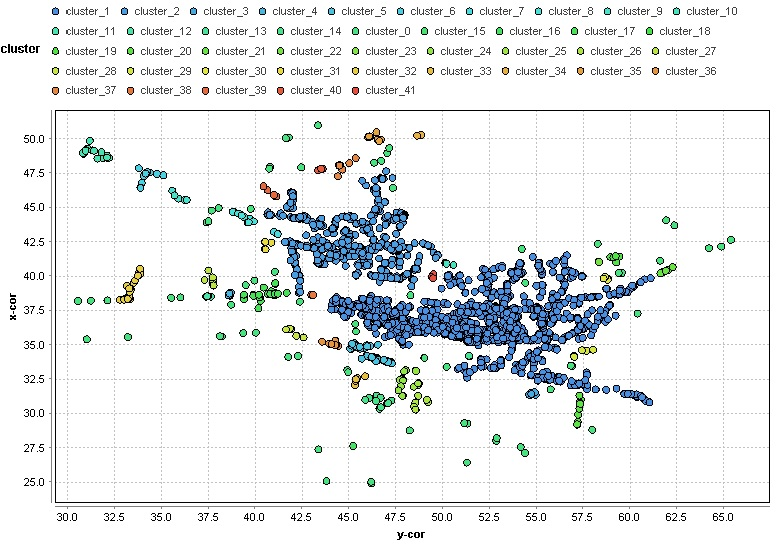 cluster_1 cluster_2 cluster_3 cluster_4 cluster_5 cluster_6 cluster_7 cluster_8 cluster_9 cluster_10
cluster_11 cluster_12 cluster_13 cluster_14 cluster_0 cluster_15 cluster_16 cluster_17 cluster_18
cluster
cluster_19 cluster_20 cluster_21 cluster_22 cluster_23 cluster_24 cluster_25 cluster_26 cluster_27
cluster_28 cluster_29 cluster_30 cluster_31 cluster_32 cluster_33 cluster_34 cluster_35 cluster_36
cluster_37 cluster_38 cluster_39 cluster_40 cluster_41
50.0
47.5
45.0
42.5
40.0
x-cor
37.5
35.0
32.5
30.0
27.5
25.0
30.0 32.5 35.0 37.5 40.0 42.5 45.0 47.5 50.0 52.5 55.0 57.5 60.0 62.5 65.0 67.5
y-cor